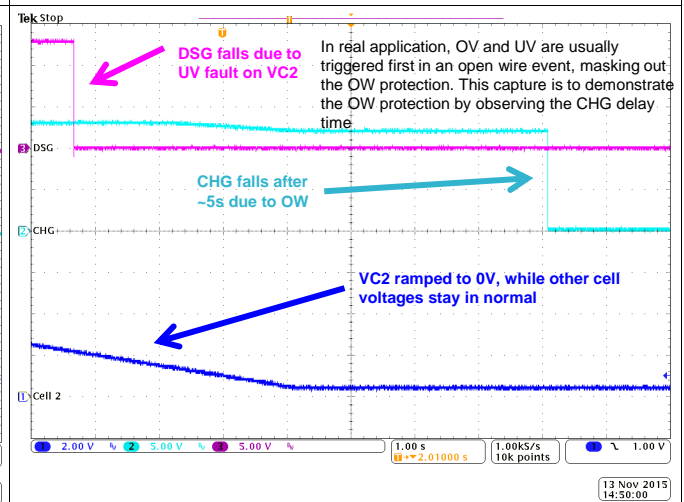 Tek Stop
T
T
DSG falls due to
UV fault on VC2
In real application, OV and UV are usually
triggered first in an open wire event, masking out
the OW protection. This capture is to demonstrate
the OW protection by observing the CHG delay
time
3 DSG
CHG falls after
~5s due to OW
2 CHG
VC2 ramped to 0V, while other cell
voltages stay in normal
1 Cell 2
1 2.00 V 2 5.00 V 3 5.00 V
1.00 s
T→▼2.01000 s
1.00kS/s
10k points
1 1.00 V
13 Nov 2015
14:50:00